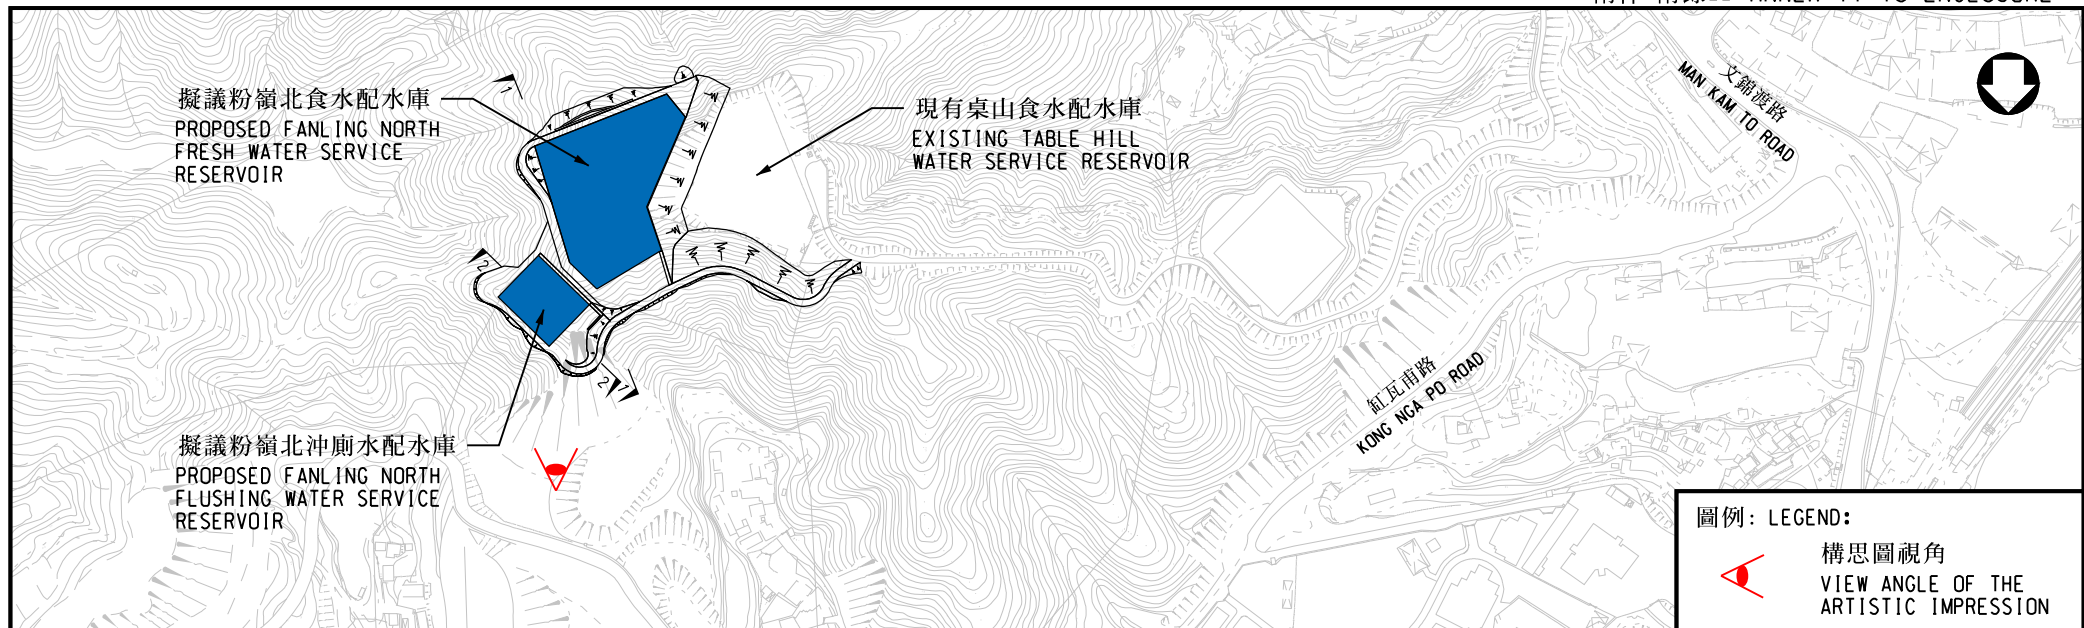 擬議粉嶺北食水配水庫
PROPOSED FANLING NORTH
FRESH WATER SERVICE
RESERVOIR
現有桌山食水配水庫
EXISTING TABLE HILL
WATER SERVICE RESERVOIR
文錦渡路
MAN KAM TO ROAD
1
2
2
1
擬議粉嶺北沖廁水配水庫
PROPOSED FANLING NORTH
FLUSHING WATER SERVICE
RESERVOIR
缸瓦甫路
KONG NGA PO ROAD
圖例: LEGEND:
構思圖視角
VIEW ANGLE OF THE
ARTISTIC IMPRESSION